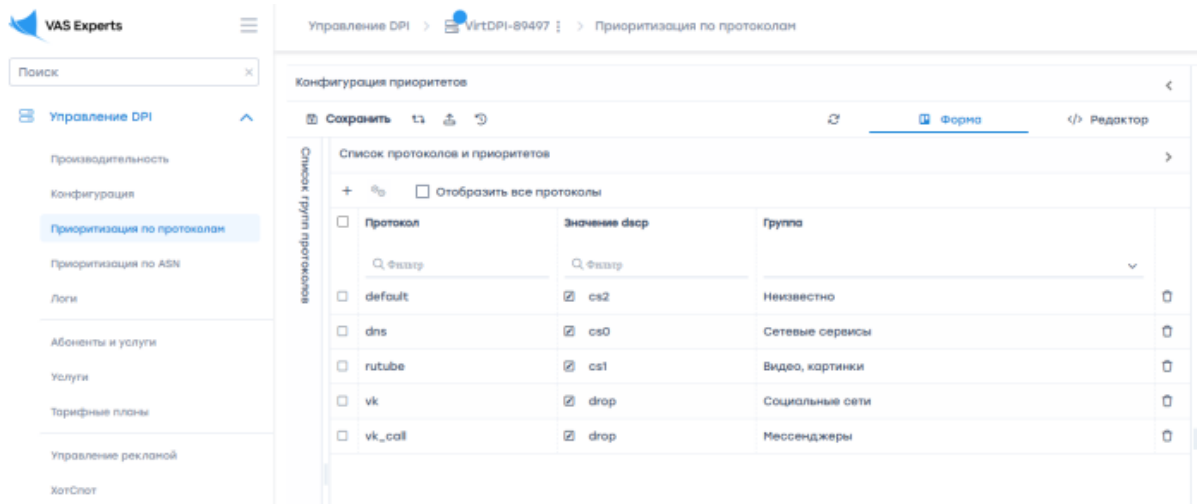 VAS Experts
Управление DPI > VirtDPI-89497 > Приоритизация по протоколам
Поиск
Управление DPI
Производительность
Конфигурация
Приоритизация по протоколам
Приоритизация по ASN
Логи
Абоненты и услуги
Услуги
Тарифные планы
Управление рекламой
ХотСпот
Конфигурация приоритетов
Сохранить
Форма
</> Редактор
Список групп протоколов
Список протоколов и приоритетов
Отобразить все протоколы
Протокол Значение dscp Группа
Фильтр Фильтр
default cs2 Неизвестно
dns cs0 Сетевые сервисы
rutube cs1 Видео, картинки
vk drop Социальные сети
vk_call drop Мессенджеры